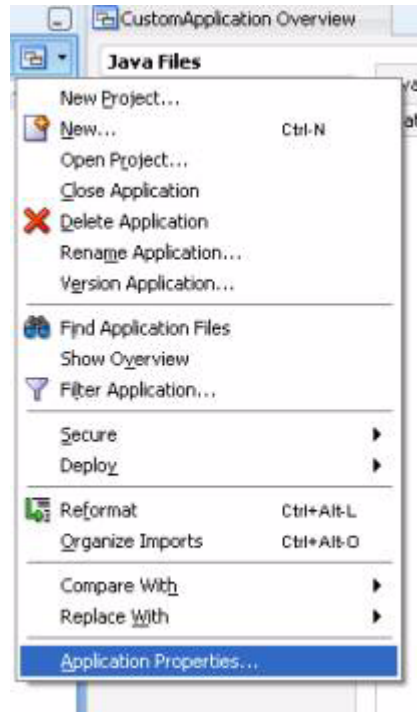 CustomApplication Overview
Java Files
New Project...
New... Ctrl-N
Open Project...
Close Application
Delete Application
Rename Application...
Version Application...
Find Application Files
Show Overview
Filter Application...
Secure
Deploy
Reformat Ctrl+Alt-L
Organize Imports Ctrl+Alt-O
Compare With
Replace With
Application Properties...